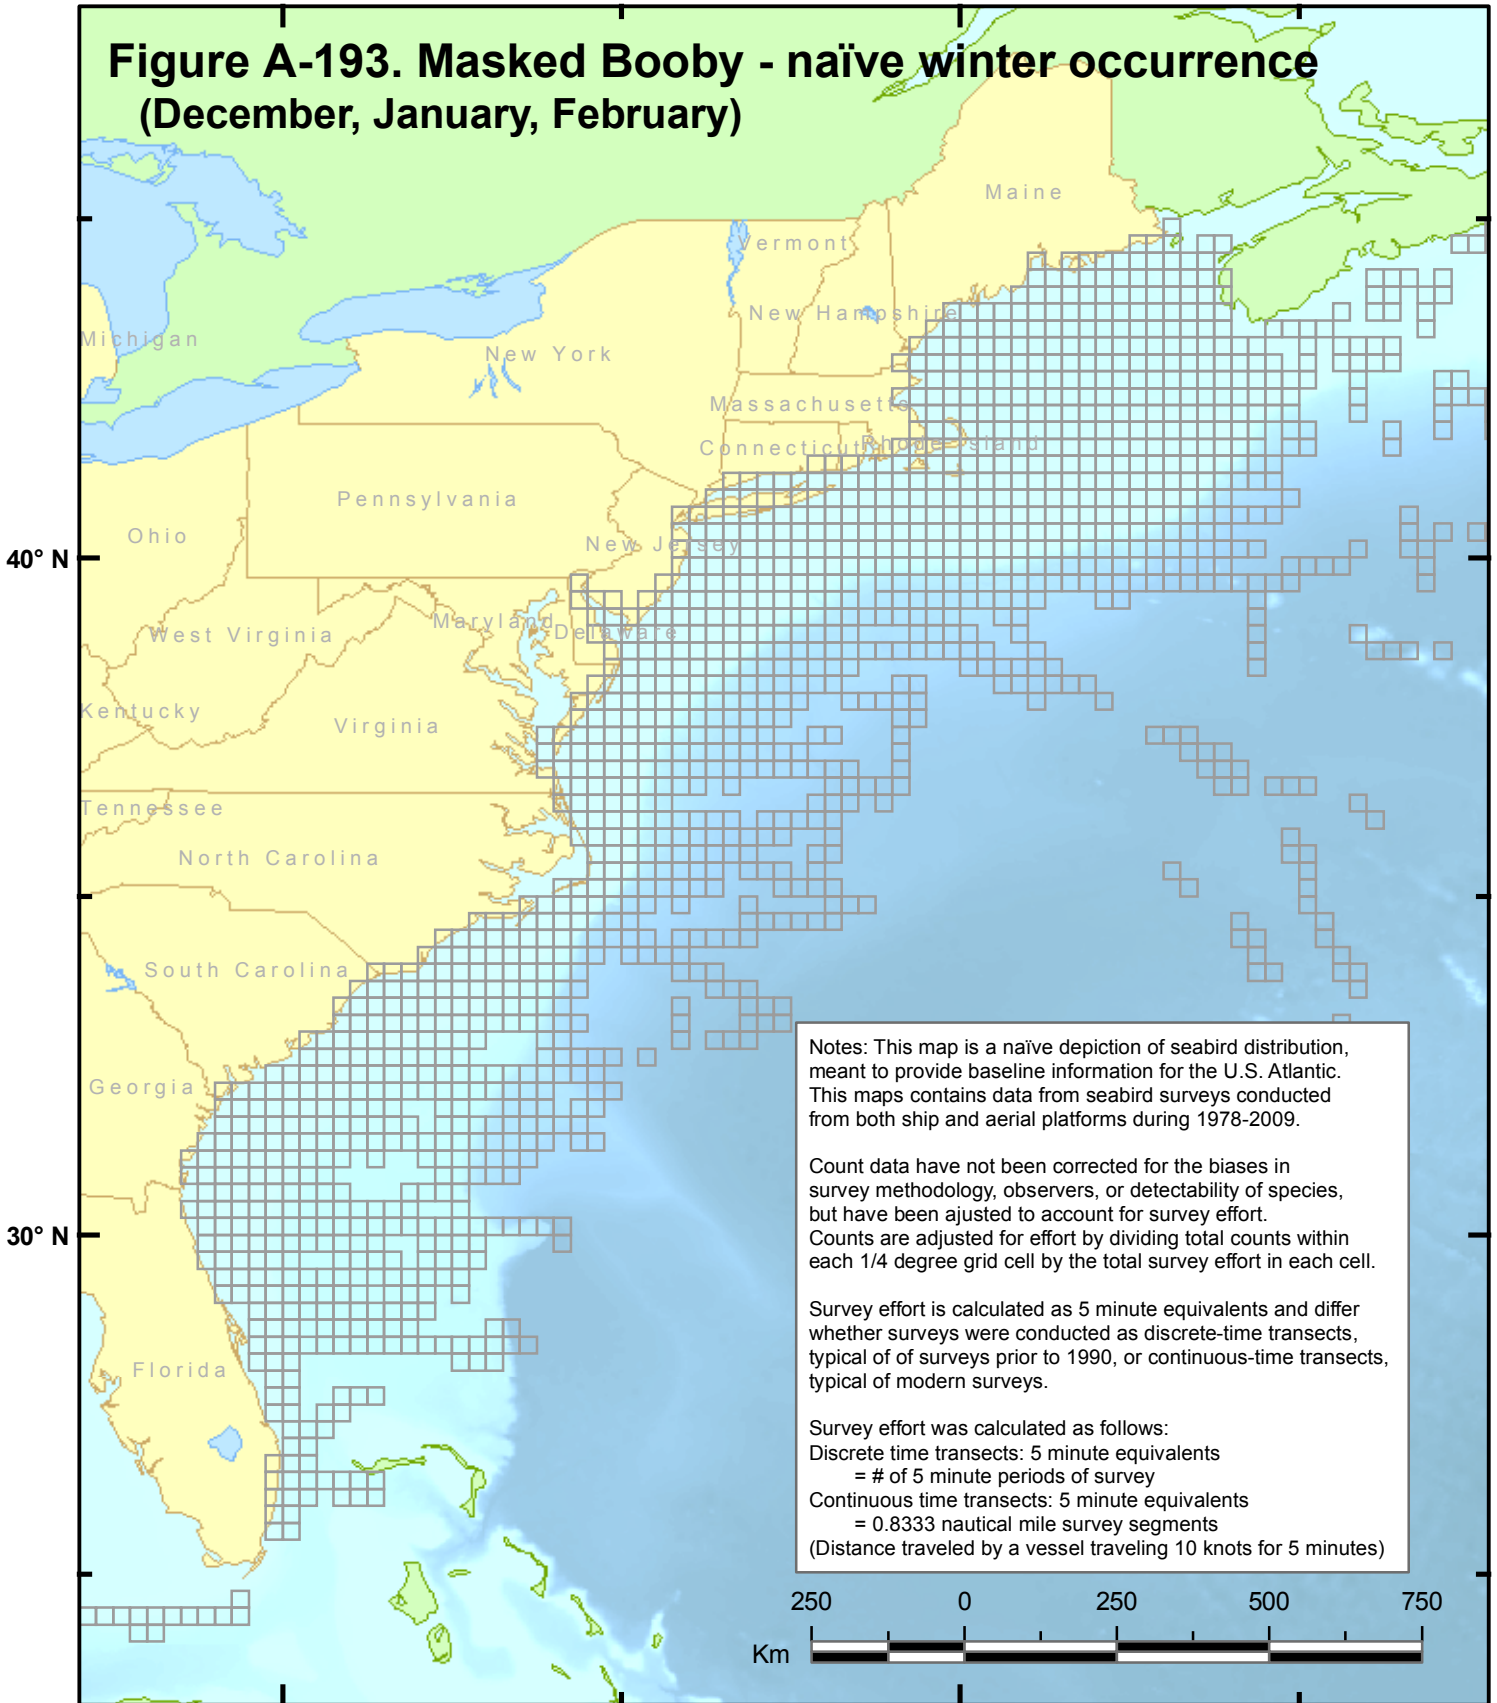 Figure A-193. Masked Booby - naïve winter occurrence
(December, January, February)
Maine
Vermont
Michigan
New Hampshire
New York
Massachusetts
Connecticut
Rhode Island
Pennsylvania
Ohio
New Jersey
40° N
Maryland
Delaware
West Virginia
Kentucky
Virginia
Tennessee
North Carolina
South Carolina
Georgia
30° N
Florida
Notes: This map is a naïve depiction of seabird distribution,
meant to provide baseline information for the U.S. Atlantic.
This maps contains data from seabird surveys conducted
from both ship and aerial platforms during 1978-2009.
Count data have not been corrected for the biases in
survey methodology, observers, or detectability of species,
but have been ajusted to account for survey effort.
Counts are adjusted for effort by dividing total counts within
each 1/4 degree grid cell by the total survey effort in each cell.
Survey effort is calculated as 5 minute equivalents and differ
whether surveys were conducted as discrete-time transects,
typical of of surveys prior to 1990, or continuous-time transects,
typical of modern surveys.
Survey effort was calculated as follows:
Discrete time transects: 5 minute equivalents
= # of 5 minute periods of survey
Continuous time transects: 5 minute equivalents
= 0.8333 nautical mile survey segments
(Distance traveled by a vessel traveling 10 knots for 5 minutes)
250 0 250 500 750
Km